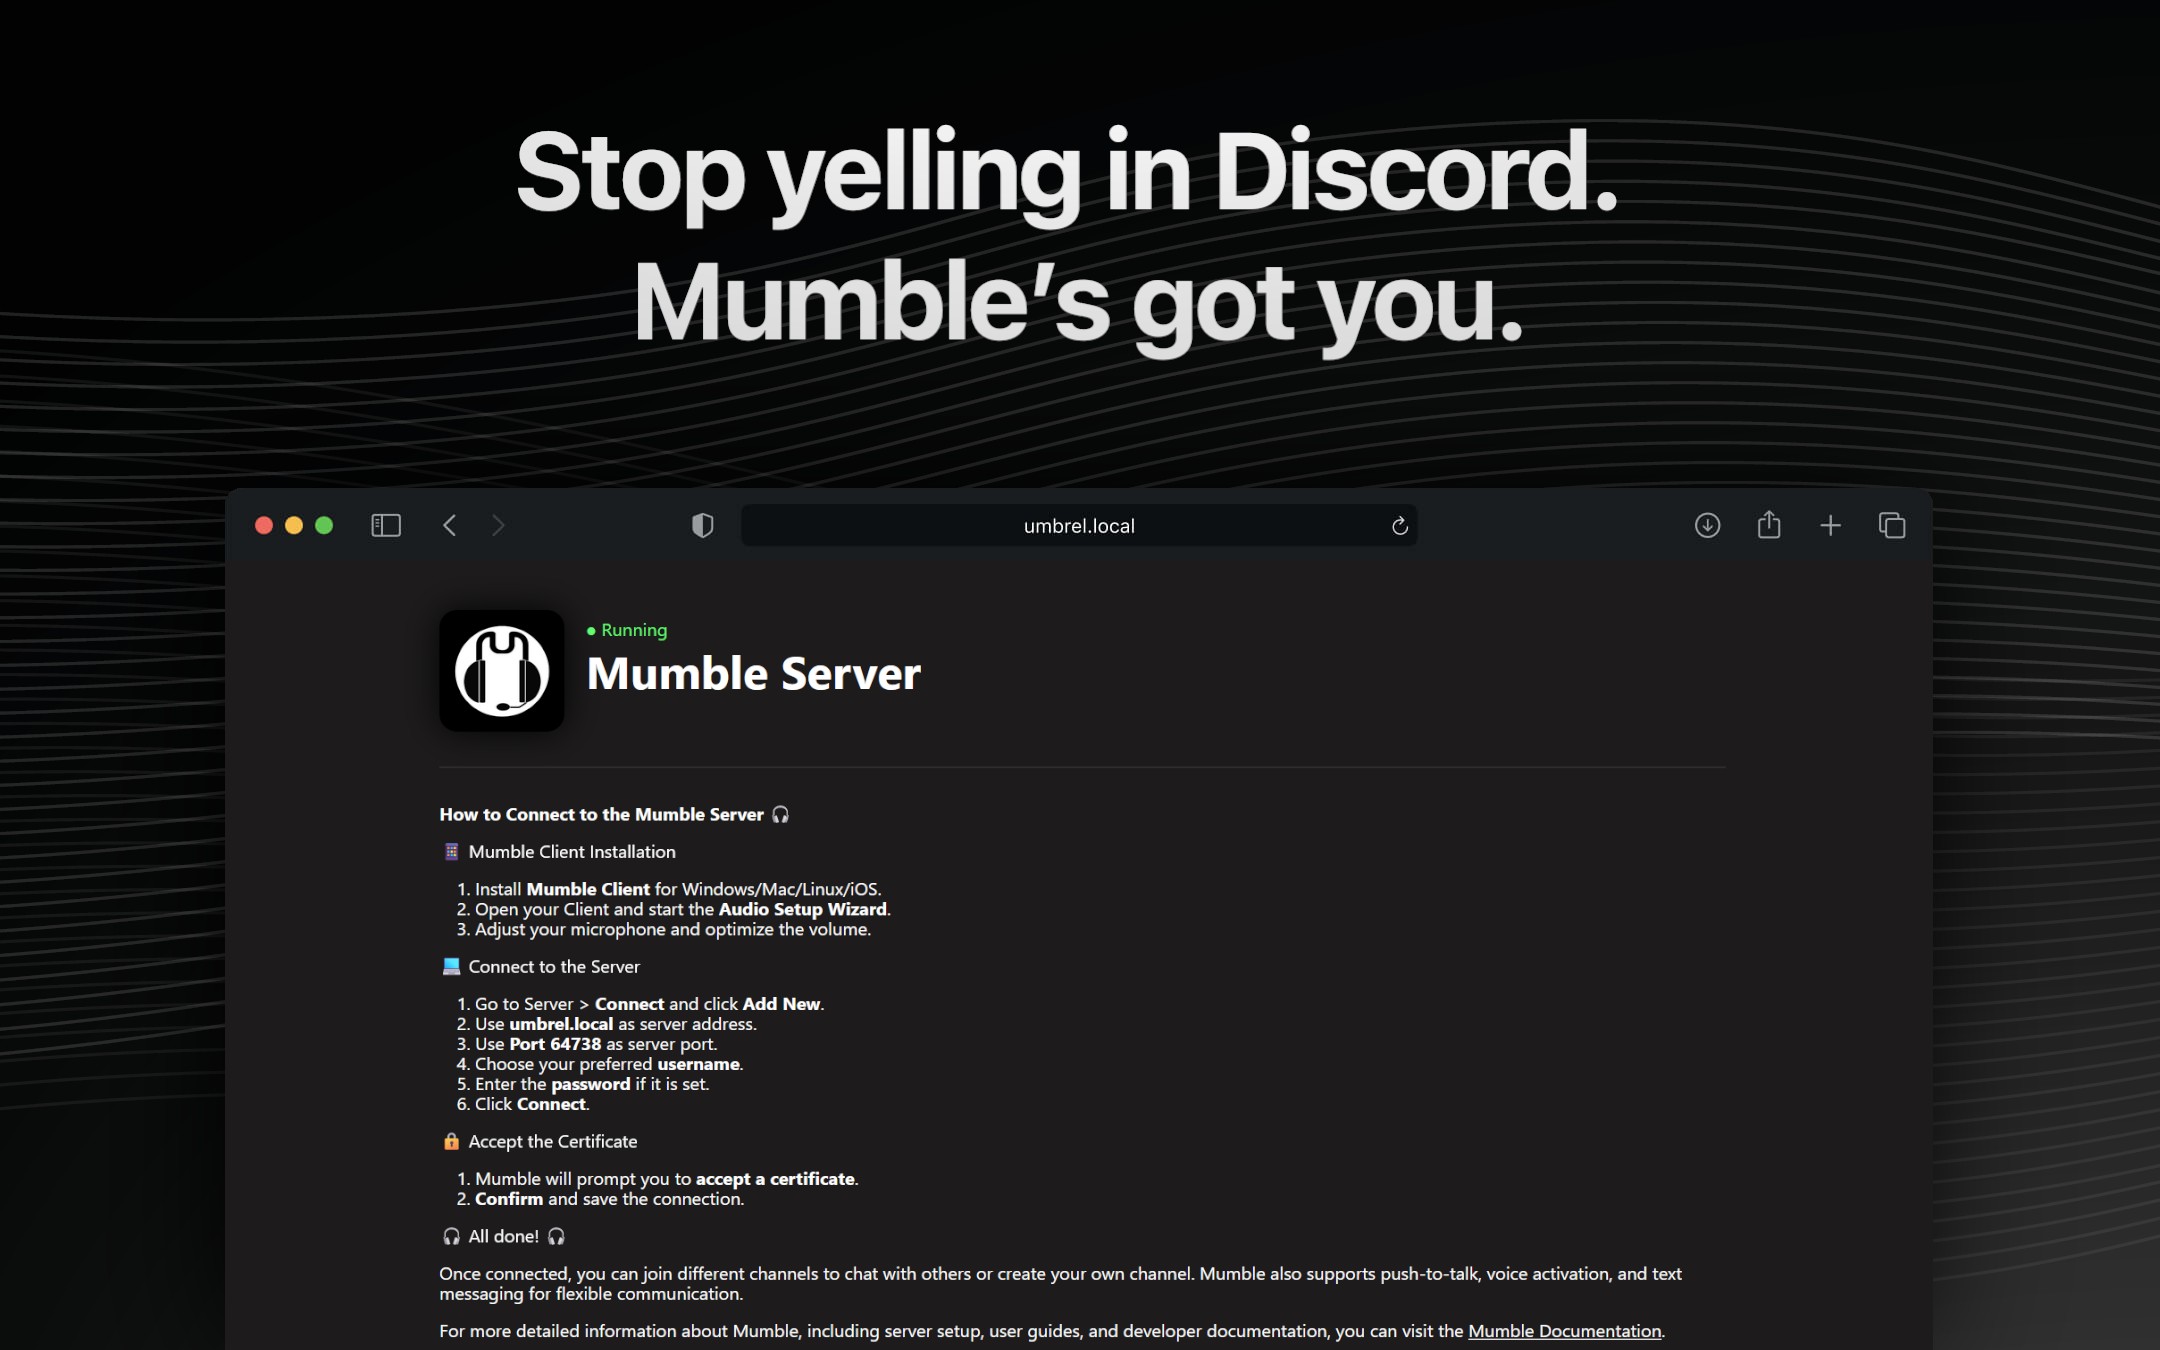 Stop yelling in Discord.
Mumble’s got you.
umbrel.local
● Running
Mumble Server
How to Connect to the Mumble Server 🎧
📱 Mumble Client Installation
1. Install Mumble Client for Windows/Mac/Linux/iOS.
2. Open your Client and start the Audio Setup Wizard.
3. Adjust your microphone and optimize the volume.
💻 Connect to the Server
1. Go to Server > Connect and click Add New.
2. Use umbrel.local as server address.
3. Use Port 64738 as server port.
4. Choose your preferred username.
5. Enter the password if it is set.
6. Click Connect.
🔒 Accept the Certificate
1. Mumble will prompt you to accept a certificate.
2. Confirm and save the connection.
🎧 All done! 🎧
Once connected, you can join different channels to chat with others or create your own channel. Mumble also supports push-to-talk, voice activation, and text
messaging for flexible communication.
For more detailed information about Mumble, including server setup, user guides, and developer documentation, you can visit the Mumble Documentation.